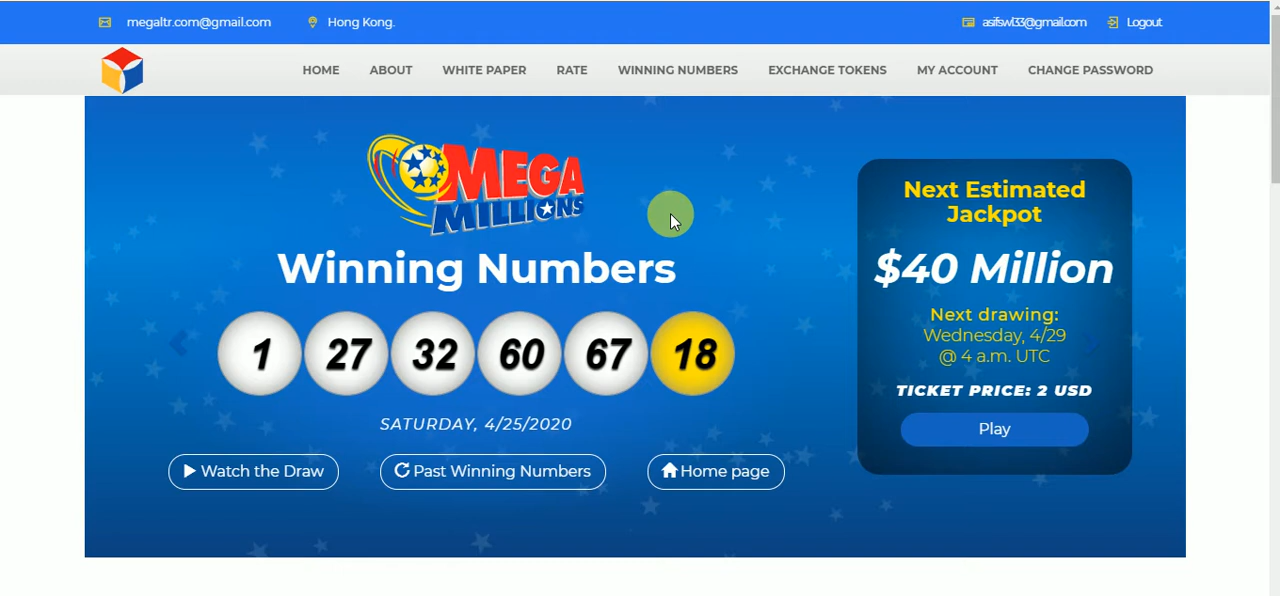 megaltr.com@gmail.com Hong Kong. asifswl33@gmail.com Logout
HOME ABOUT WHITE PAPER RATE WINNING NUMBERS EXCHANGE TOKENS MY ACCOUNT CHANGE PASSWORD
MEGA
MILLIONS
Winning Numbers
1 27 32 60 67 18
SATURDAY, 4/25/2020
Watch the Draw Past Winning Numbers Home page
Next Estimated
Jackpot
$40 Million
Next drawing:
Wednesday, 4/29
@ 4 a.m. UTC
TICKET PRICE: 2 USD
Play